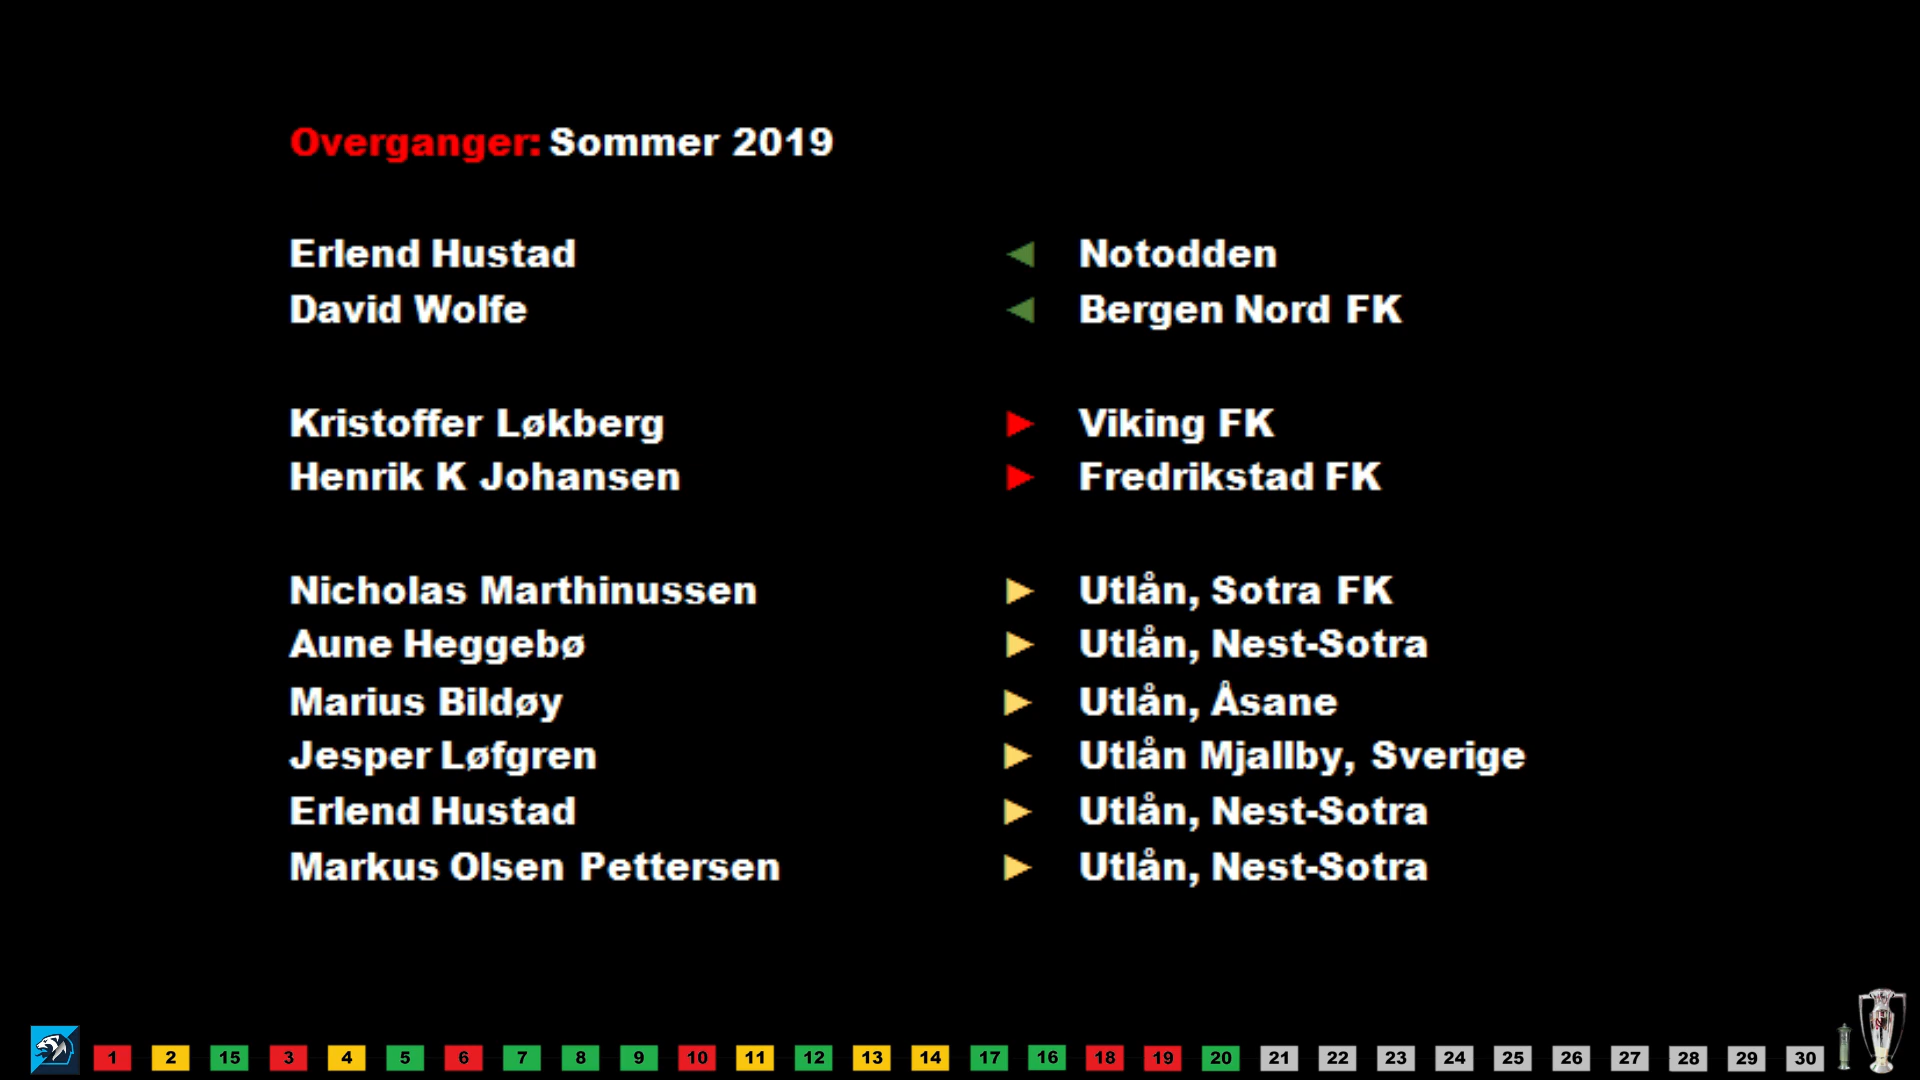 Overganger: Sommer 2019
Erlend Hustad ◄ Notodden
David Wolfe ◄ Bergen Nord FK
Kristoffer Løkberg ► Viking FK
Henrik K Johansen ► Fredrikstad FK
Nicholas Marthinussen ► Utlån, Sotra FK
Aune Heggebø ► Utlån, Nest-Sotra
Marius Bildøy ► Utlån, Åsane
Jesper Løfgren ► Utlån Mjallby, Sverige
Erlend Hustad ► Utlån, Nest-Sotra
Markus Olsen Pettersen ► Utlån, Nest-Sotra
1 2 15 3 4 5 6 7 8 9 10 11 12 13 14 17 16 18 19 20 21 22 23 24 25 26 27 28 29 30